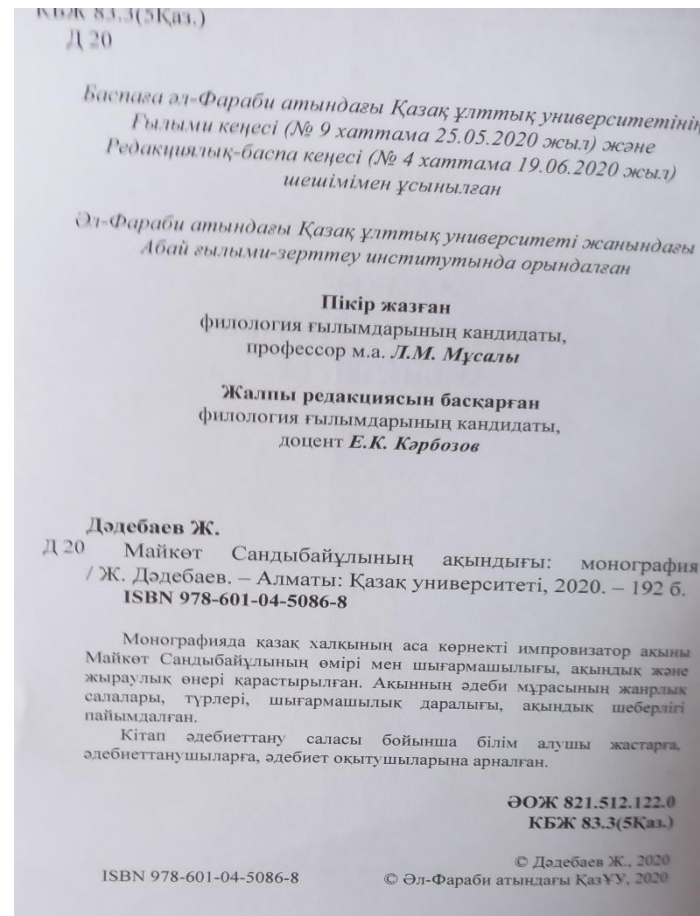 КБЖ 83.3(5Қаз.)
Д 20
Баспаға әл-Фараби атындағы Қазақ ұлттық университетінің
Ғылыми кеңесі (№ 9 хаттама 25.05.2020 жыл) және
Редакциялық-баспа кеңесі (№ 4 хаттама 19.06.2020 жыл)
шешімімен ұсынылған
Әл-Фараби атындағы Қазақ ұлттық университеті жанындағы
Абай ғылыми-зерттеу институтында орындалған
Пікір жазған
филология ғылымдарының кандидаты,
профессор м.а. Л.М. Мұсалы
Жалпы редакциясын басқарған
филология ғылымдарының кандидаты,
доцент Е.К. Кәрбозов
Дәдебаев Ж.
Д 20 Майкөт Сандыбайұлының ақындығы: монография
/ Ж. Дәдебаев. – Алматы: Қазақ университеті, 2020. – 192 б.
ISBN 978-601-04-5086-8
Монографияда қазақ халқының аса көрнекті импровизатор ақыны
Майкөт Сандыбайұлының өмірі мен шығармашылығы, ақындық және
жыраулық өнері қарастырылған. Ақынның әдеби мұрасының жанрлық
салалары, түрлері, шығармашылық даралығы, ақындық шеберлігі
пайымдалған.
Кітап әдебиеттану саласы бойынша білім алушы жастарға,
әдебиеттанушыларға, әдебиет оқытушыларына арналған.
ӘОЖ 821.512.122.0
КБЖ 83.3(5Қаз.)
© Дәдебаев Ж., 2020
ISBN 978-601-04-5086-8 © Әл-Фараби атындағы ҚазҰУ, 2020